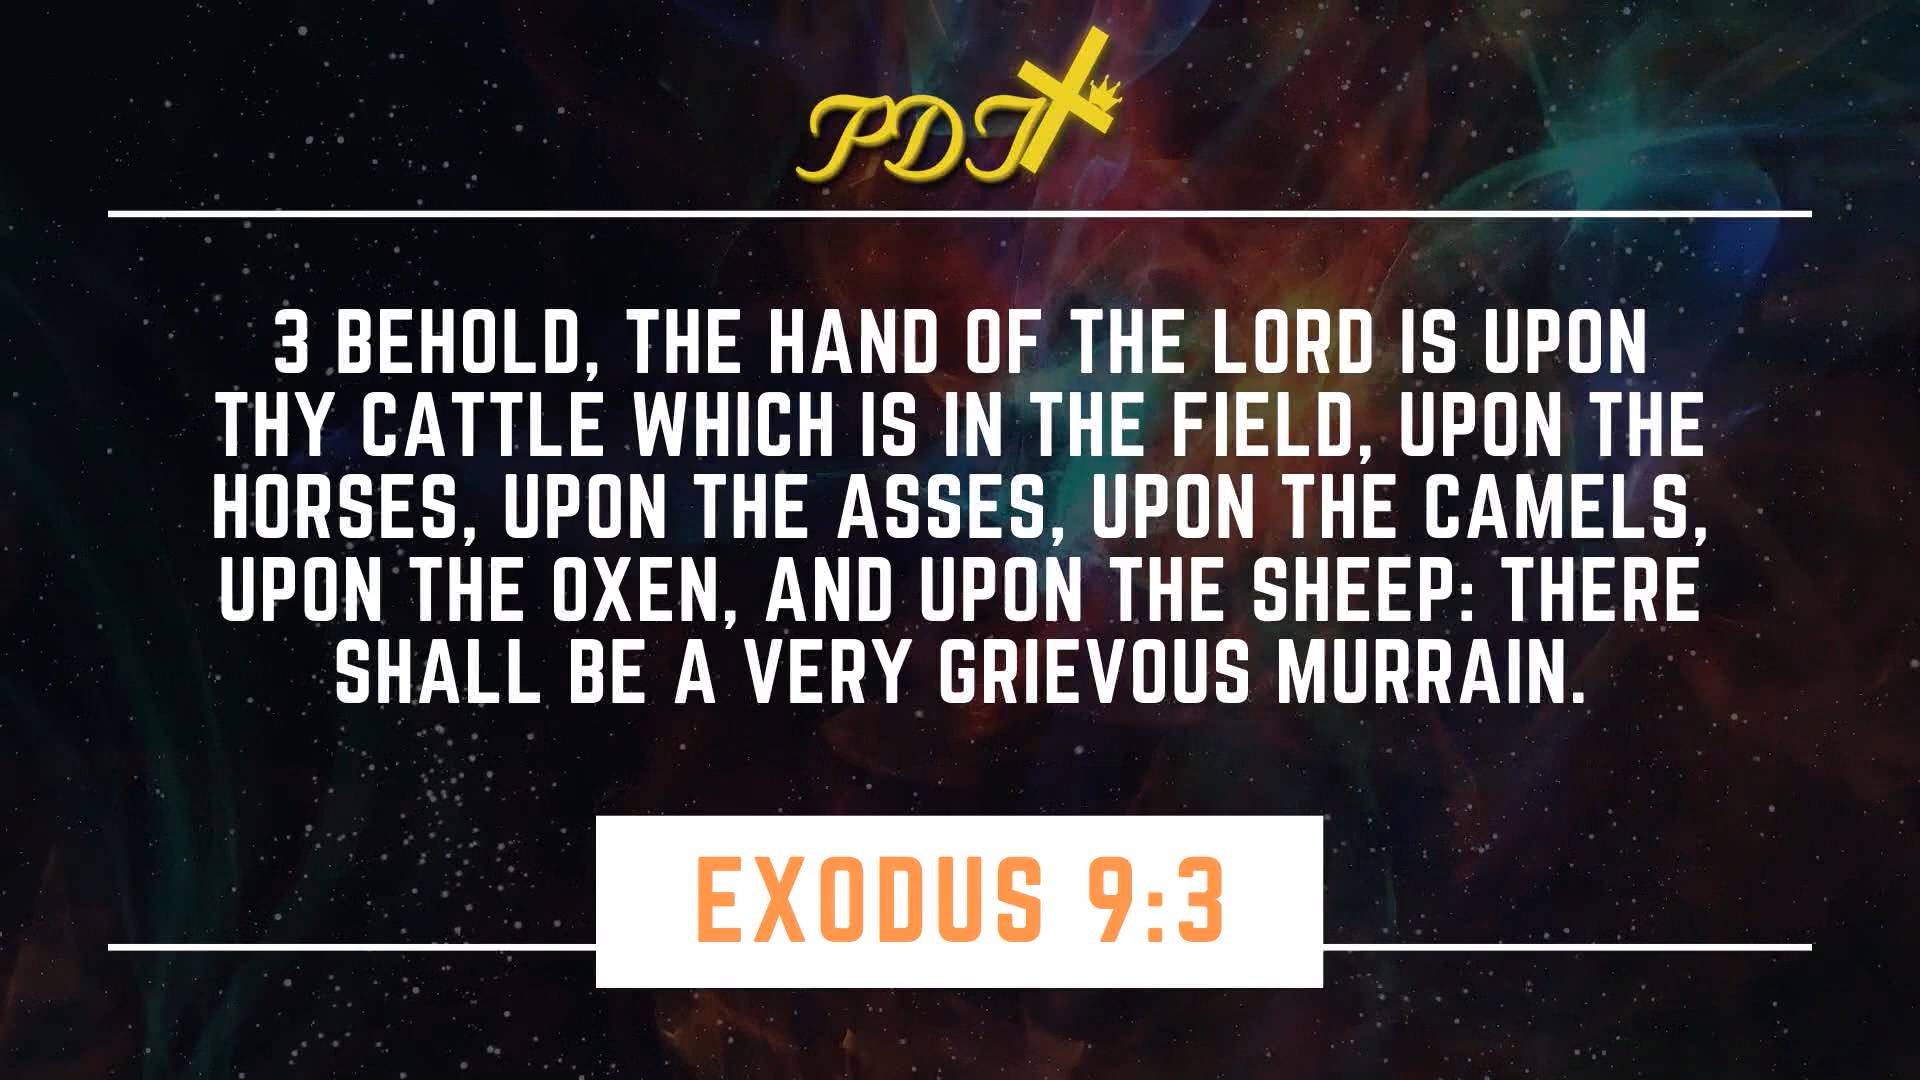 PDT
3 BEHOLD, THE HAND OF THE LORD IS UPON
THY CATTLE WHICH IS IN THE FIELD, UPON THE
HORSES, UPON THE ASSES, UPON THE CAMELS,
UPON THE OXEN, AND UPON THE SHEEP: THERE
SHALL BE A VERY GRIEVOUS MURRAIN.
EXODUS 9:3